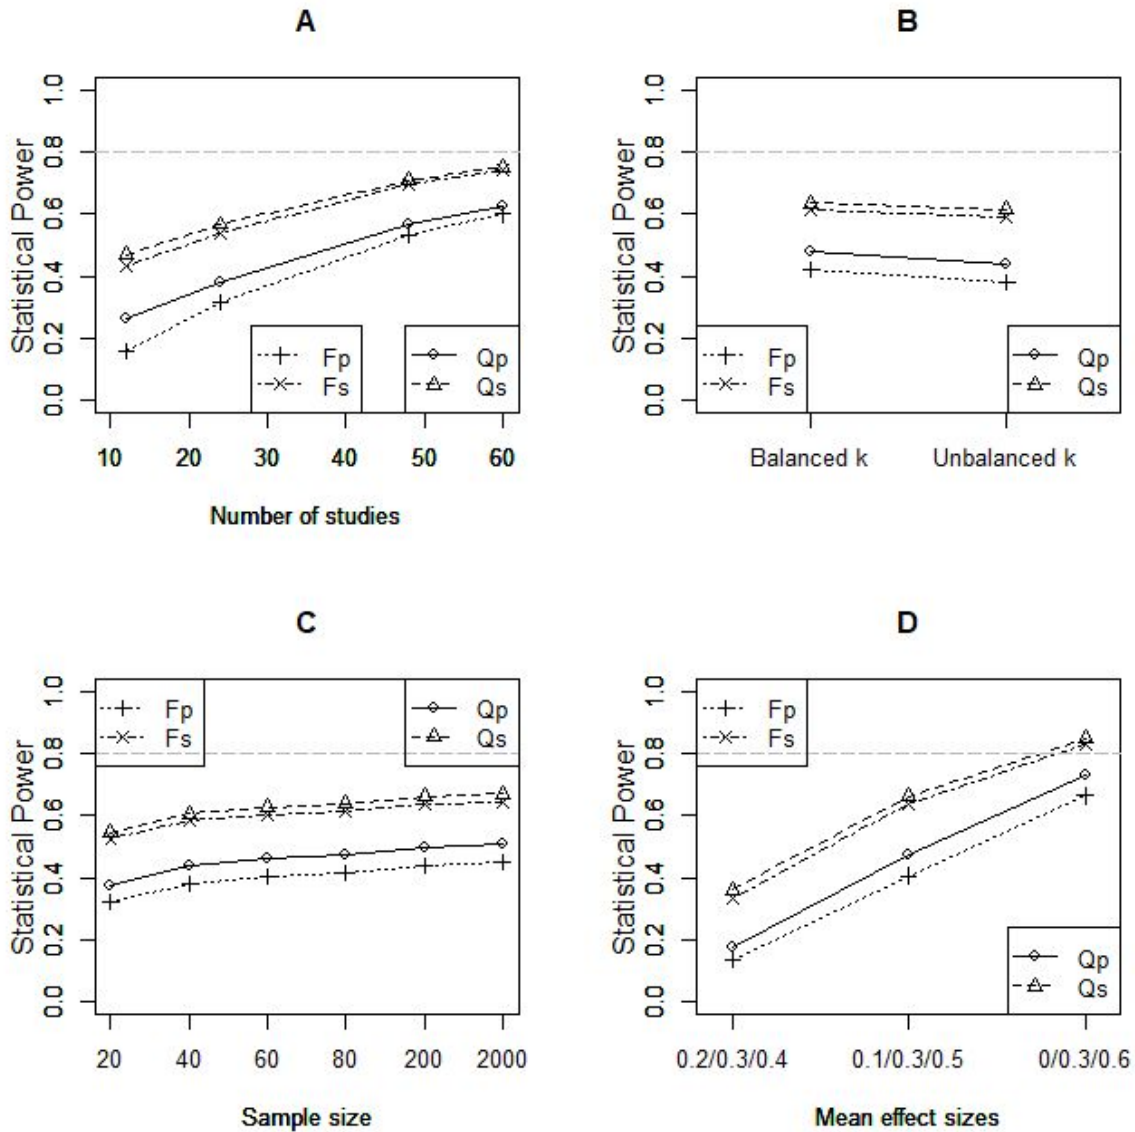 A
Statistical Power
1.0
0.8
0.6
0.4
0.2
0.0
Fp
Fs
Qp
Qs
10 20 30 40 50 60
Number of studies
B
Statistical Power
1.0
0.8
0.6
0.4
0.2
0.0
Fp
Fs
Qp
Qs
Balanced k Unbalanced k
C
Statistical Power
1.0
0.8
0.6
0.4
0.2
0.0
Fp
Fs
Qp
Qs
20 40 60 80 200 2000
Sample size
D
Statistical Power
1.0
0.8
0.6
0.4
0.2
0.0
Fp
Fs
Qp
Qs
0.2/0.3/0.4 0.1/0.3/0.5 0/0.3/0.6
Mean effect sizes